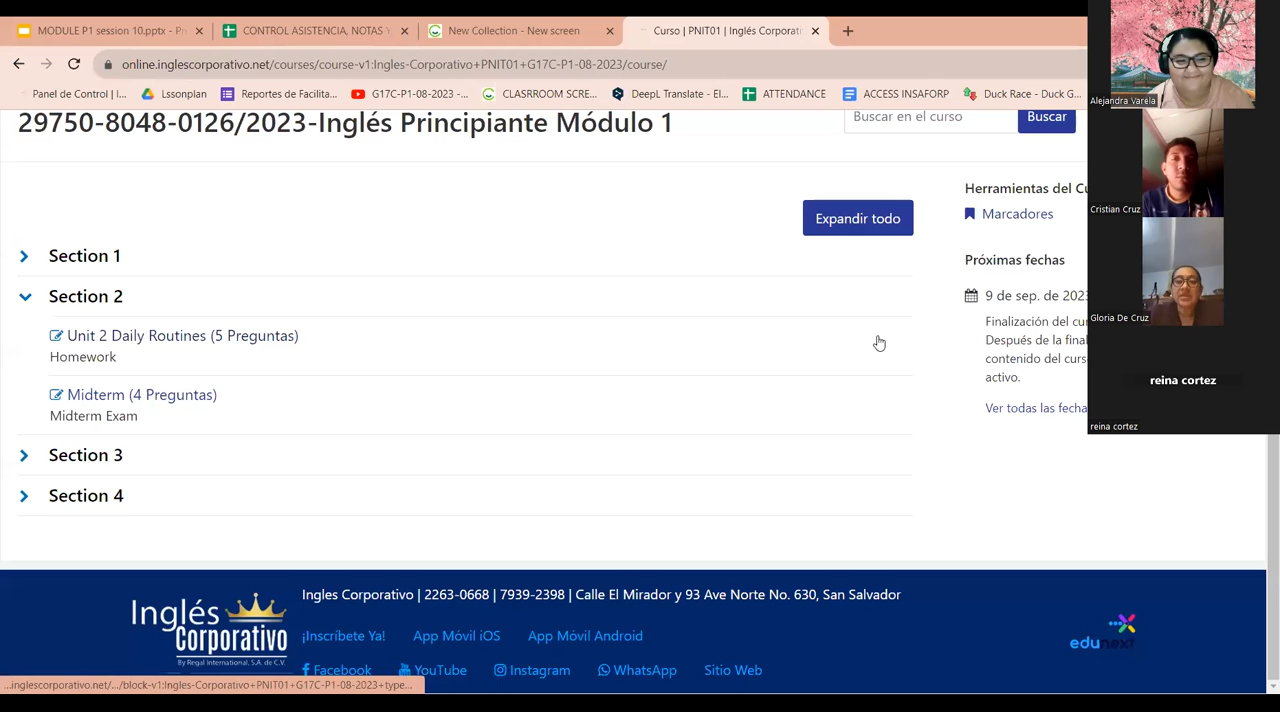 MODULE P1 session 10.pptx - Pr
CONTROL ASISTENCIA, NOTAS Y
New Collection - New screen
Curso | PNIT01 | Inglés Corporati
online.inglescorporativo.net/courses/course-v1:Ingles-Corporativo+PNIT01+G17C-P1-08-2023/course/
Panel de Control | I...
Lssonplan
Reportes de Facilita...
G17C-P1-08-2023 -...
CLASRROOM SCRE...
DeepL Translate - El...
ATTENDANCE
ACCESS INSAFORP
Duck Race - Duck G...
29750-8048-0126/2023-Inglés Principiante Módulo 1
Buscar en el curso
Buscar
Expandir todo
Section 1
Section 2
Unit 2 Daily Routines (5 Preguntas)
Homework
Midterm (4 Preguntas)
Midterm Exam
Section 3
Section 4
Herramientas del Cu
Marcadores
Próximas fechas
9 de sep. de 2023
Finalización del cur
Después de la final
contenido del curs
activo.
Ver todas las fecha
Alejandra Varela
Cristian Cruz
Gloria De Cruz
reina cortez
reina cortez
Inglés
Corporativo
By Regal International, S.A. de C.V.
Ingles Corporativo | 2263-0668 | 7939-2398 | Calle El Mirador y 93 Ave Norte No. 630, San Salvador
¡Inscríbete Ya!
App Móvil iOS
App Móvil Android
Facebook
YouTube
Instagram
WhatsApp
Sitio Web
edunext
...inglescorporativo.net/.../block-v1:Ingles-Corporativo+PNIT01+G17C-P1-08-2023+type...